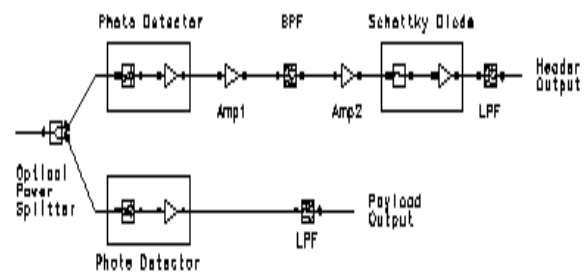 Photo Detector
BPF
Schottky Diode
Amp1
Amp2
LPF
Header
Output
Optical
Power
Splitter
LPF
Payload
Output
Photo Detector